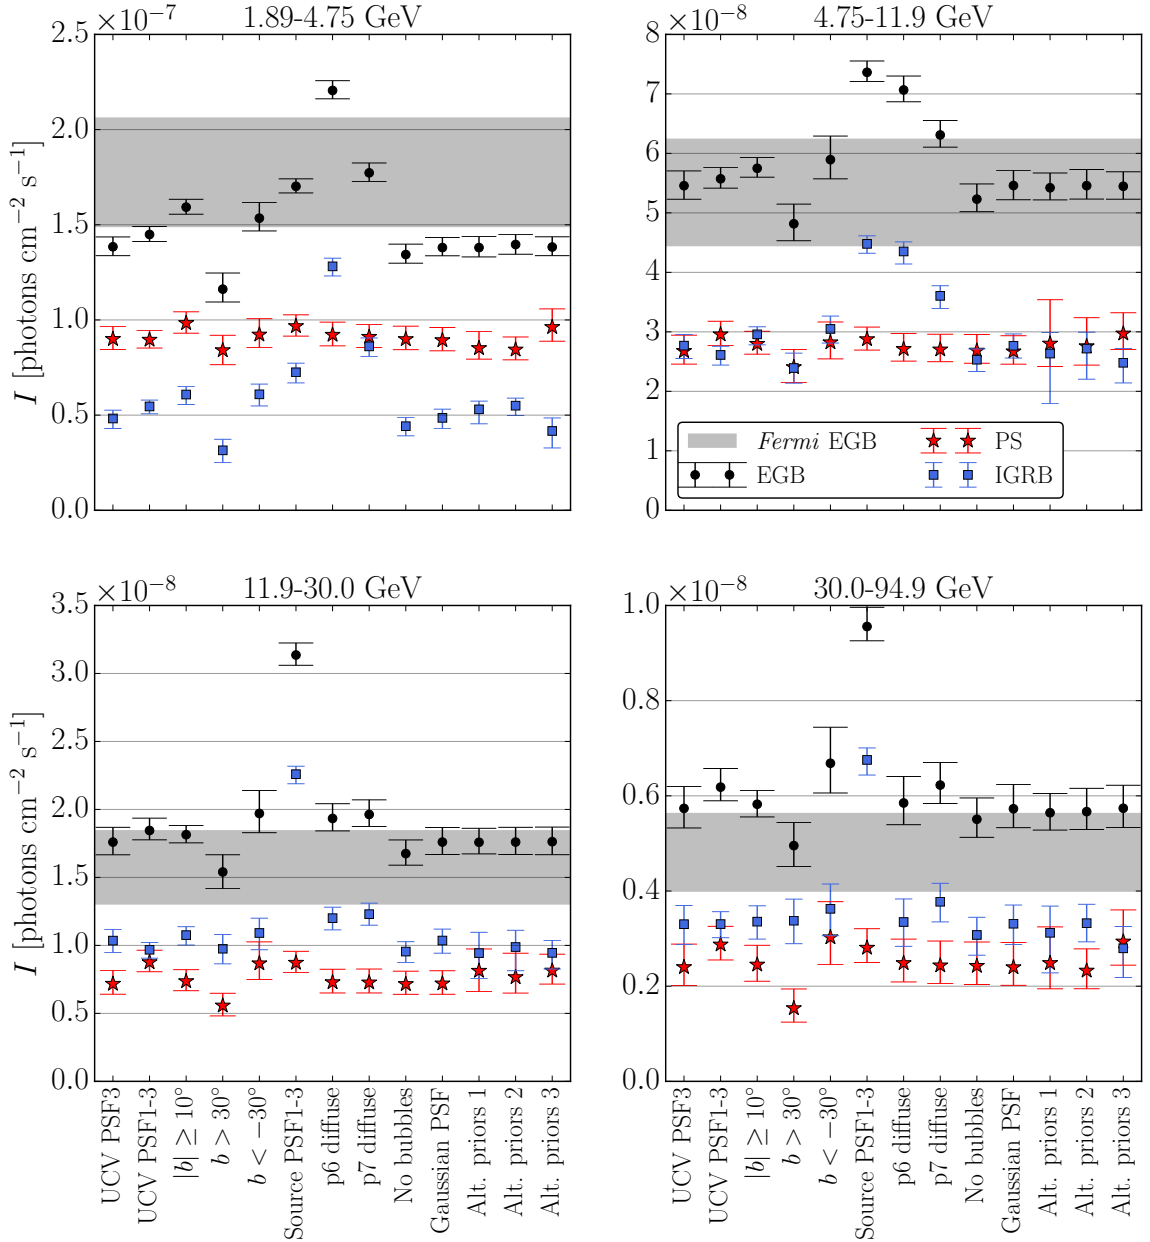 ×10⁻⁷
1.89-4.75 GeV
2.5
2.0
1.5
1.0
0.5
0.0
I [photons cm⁻² s⁻¹]
×10⁻⁸
4.75-11.9 GeV
8
7
6
5
4
3
2
1
0
Fermi EGB
PS
EGB
IGRB
×10⁻⁸
11.9-30.0 GeV
3.5
3.0
2.5
2.0
1.5
1.0
0.5
0.0
I [photons cm⁻² s⁻¹]
UCV PSF3
UCV PSF1-3
|b| ≥ 10°
b > 30°
b < −30°
Source PSF1-3
p6 diffuse
p7 diffuse
No bubbles
Gaussian PSF
Alt. priors 1
Alt. priors 2
Alt. priors 3
×10⁻⁸
30.0-94.9 GeV
1.0
0.8
0.6
0.4
0.2
0.0
UCV PSF3
UCV PSF1-3
|b| ≥ 10°
b > 30°
b < −30°
Source PSF1-3
p6 diffuse
p7 diffuse
No bubbles
Gaussian PSF
Alt. priors 1
Alt. priors 2
Alt. priors 3